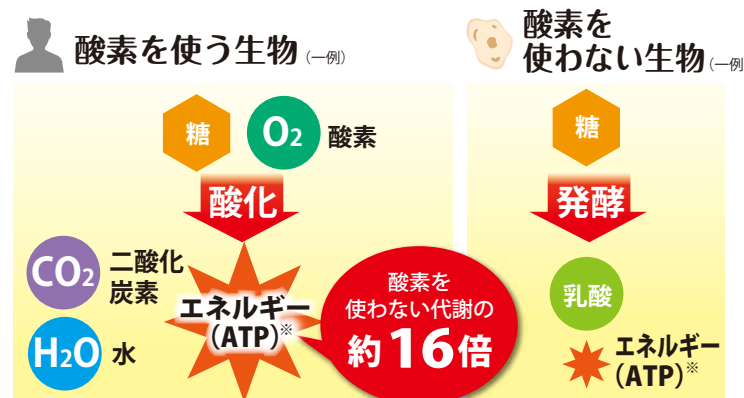 酸素を使う生物(一例)
糖
O2
酸素
酸化
CO2
二酸化
炭素
H2O
水
エネルギー
(ATP)※
酸素を
使わない代謝の
約16倍
酸素を
使わない生物(一例
糖
発酵
乳酸
エネルギー
(ATP)※